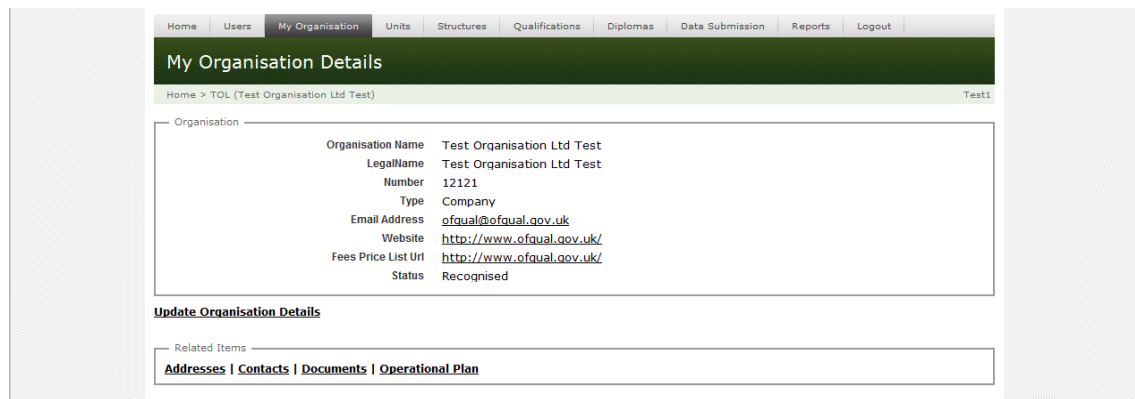 Home Users My Organisation Units Structures Qualifications Diplomas Data Submission Reports Logout
My Organisation Details
Home > TOL (Test Organisation Ltd Test) Test1
Organisation
Organisation Name Test Organisation Ltd Test
LegalName Test Organisation Ltd Test
Number 12121
Type Company
Email Address ofqual@ofqual.gov.uk
Website http://www.ofqual.gov.uk/
Fees Price List Url http://www.ofqual.gov.uk/
Status Recognised
Update Organisation Details
Related Items
Addresses | Contacts | Documents | Operational Plan